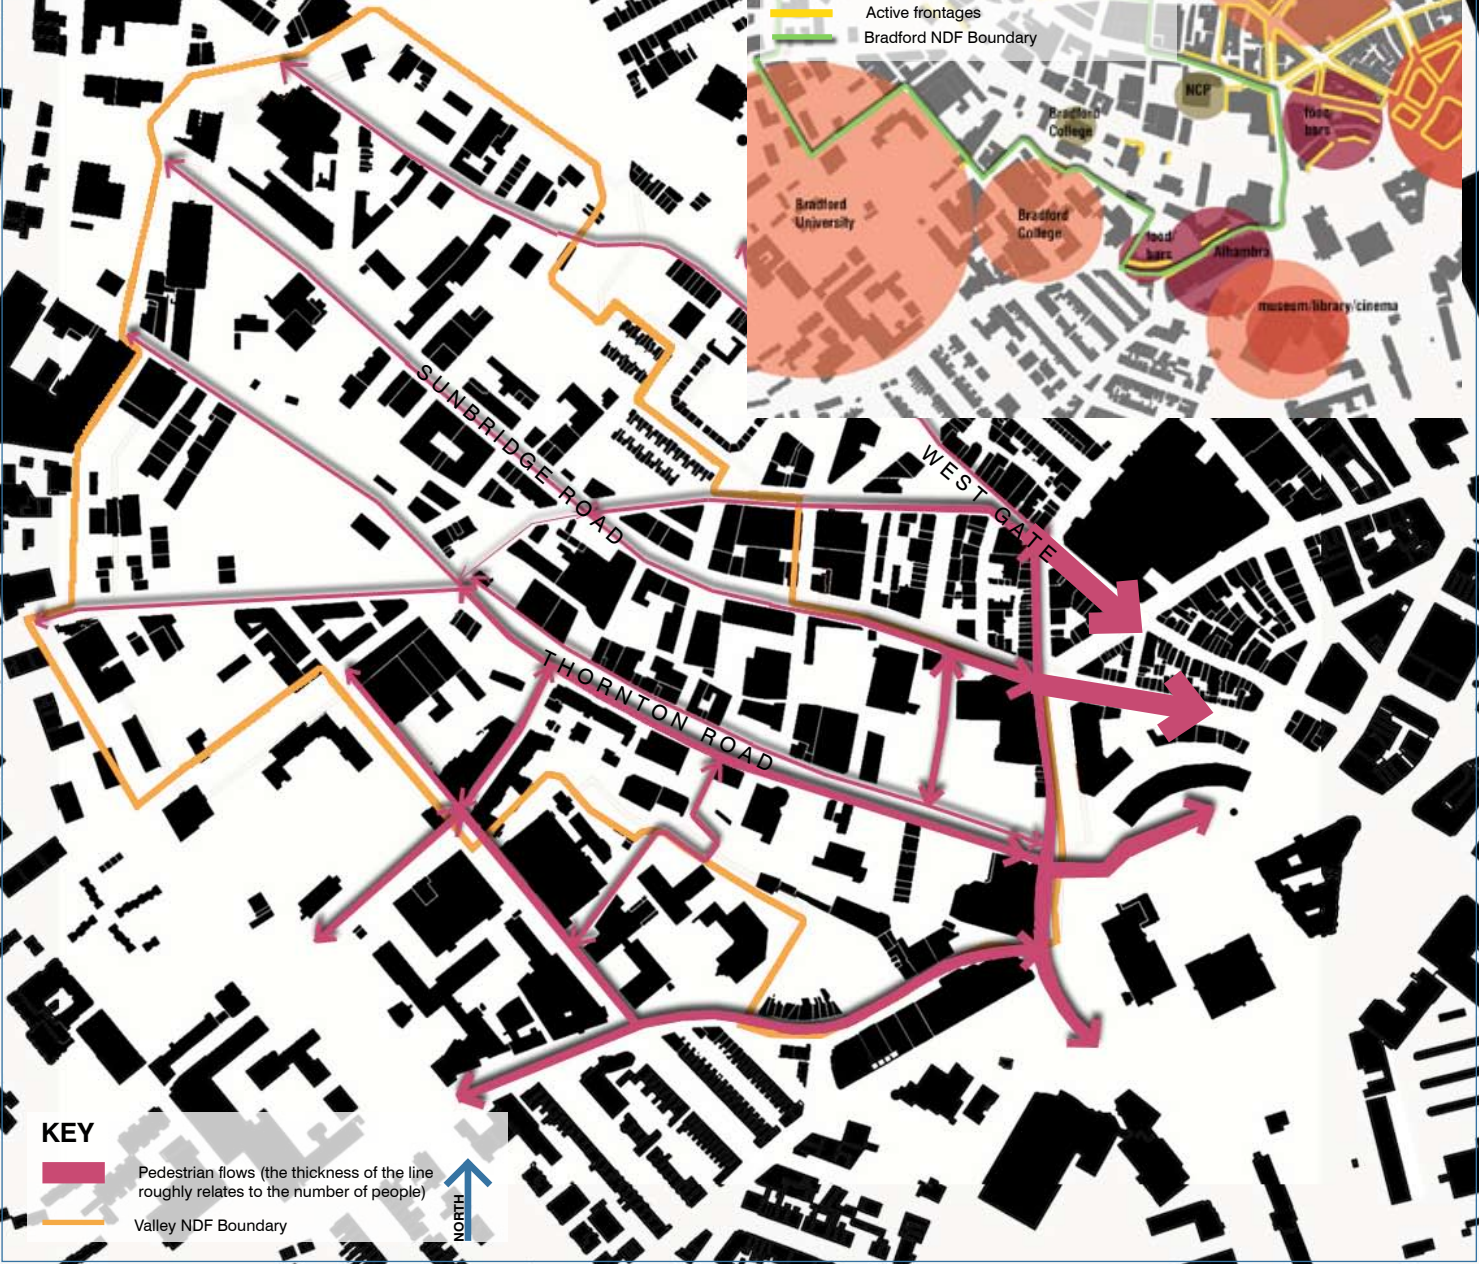 Active frontages
Bradford NDF Boundary
NCP
Bradford
College
food/
bars
Bradford
University
Bradford
College
food/
bars
Alhambra
museum/library/cinema
SUNBRIDGE ROAD
WEST GATE
THORNTON ROAD
KEY
Pedestrian flows (the thickness of the line
roughly relates to the number of people)
Valley NDF Boundary
NORTH